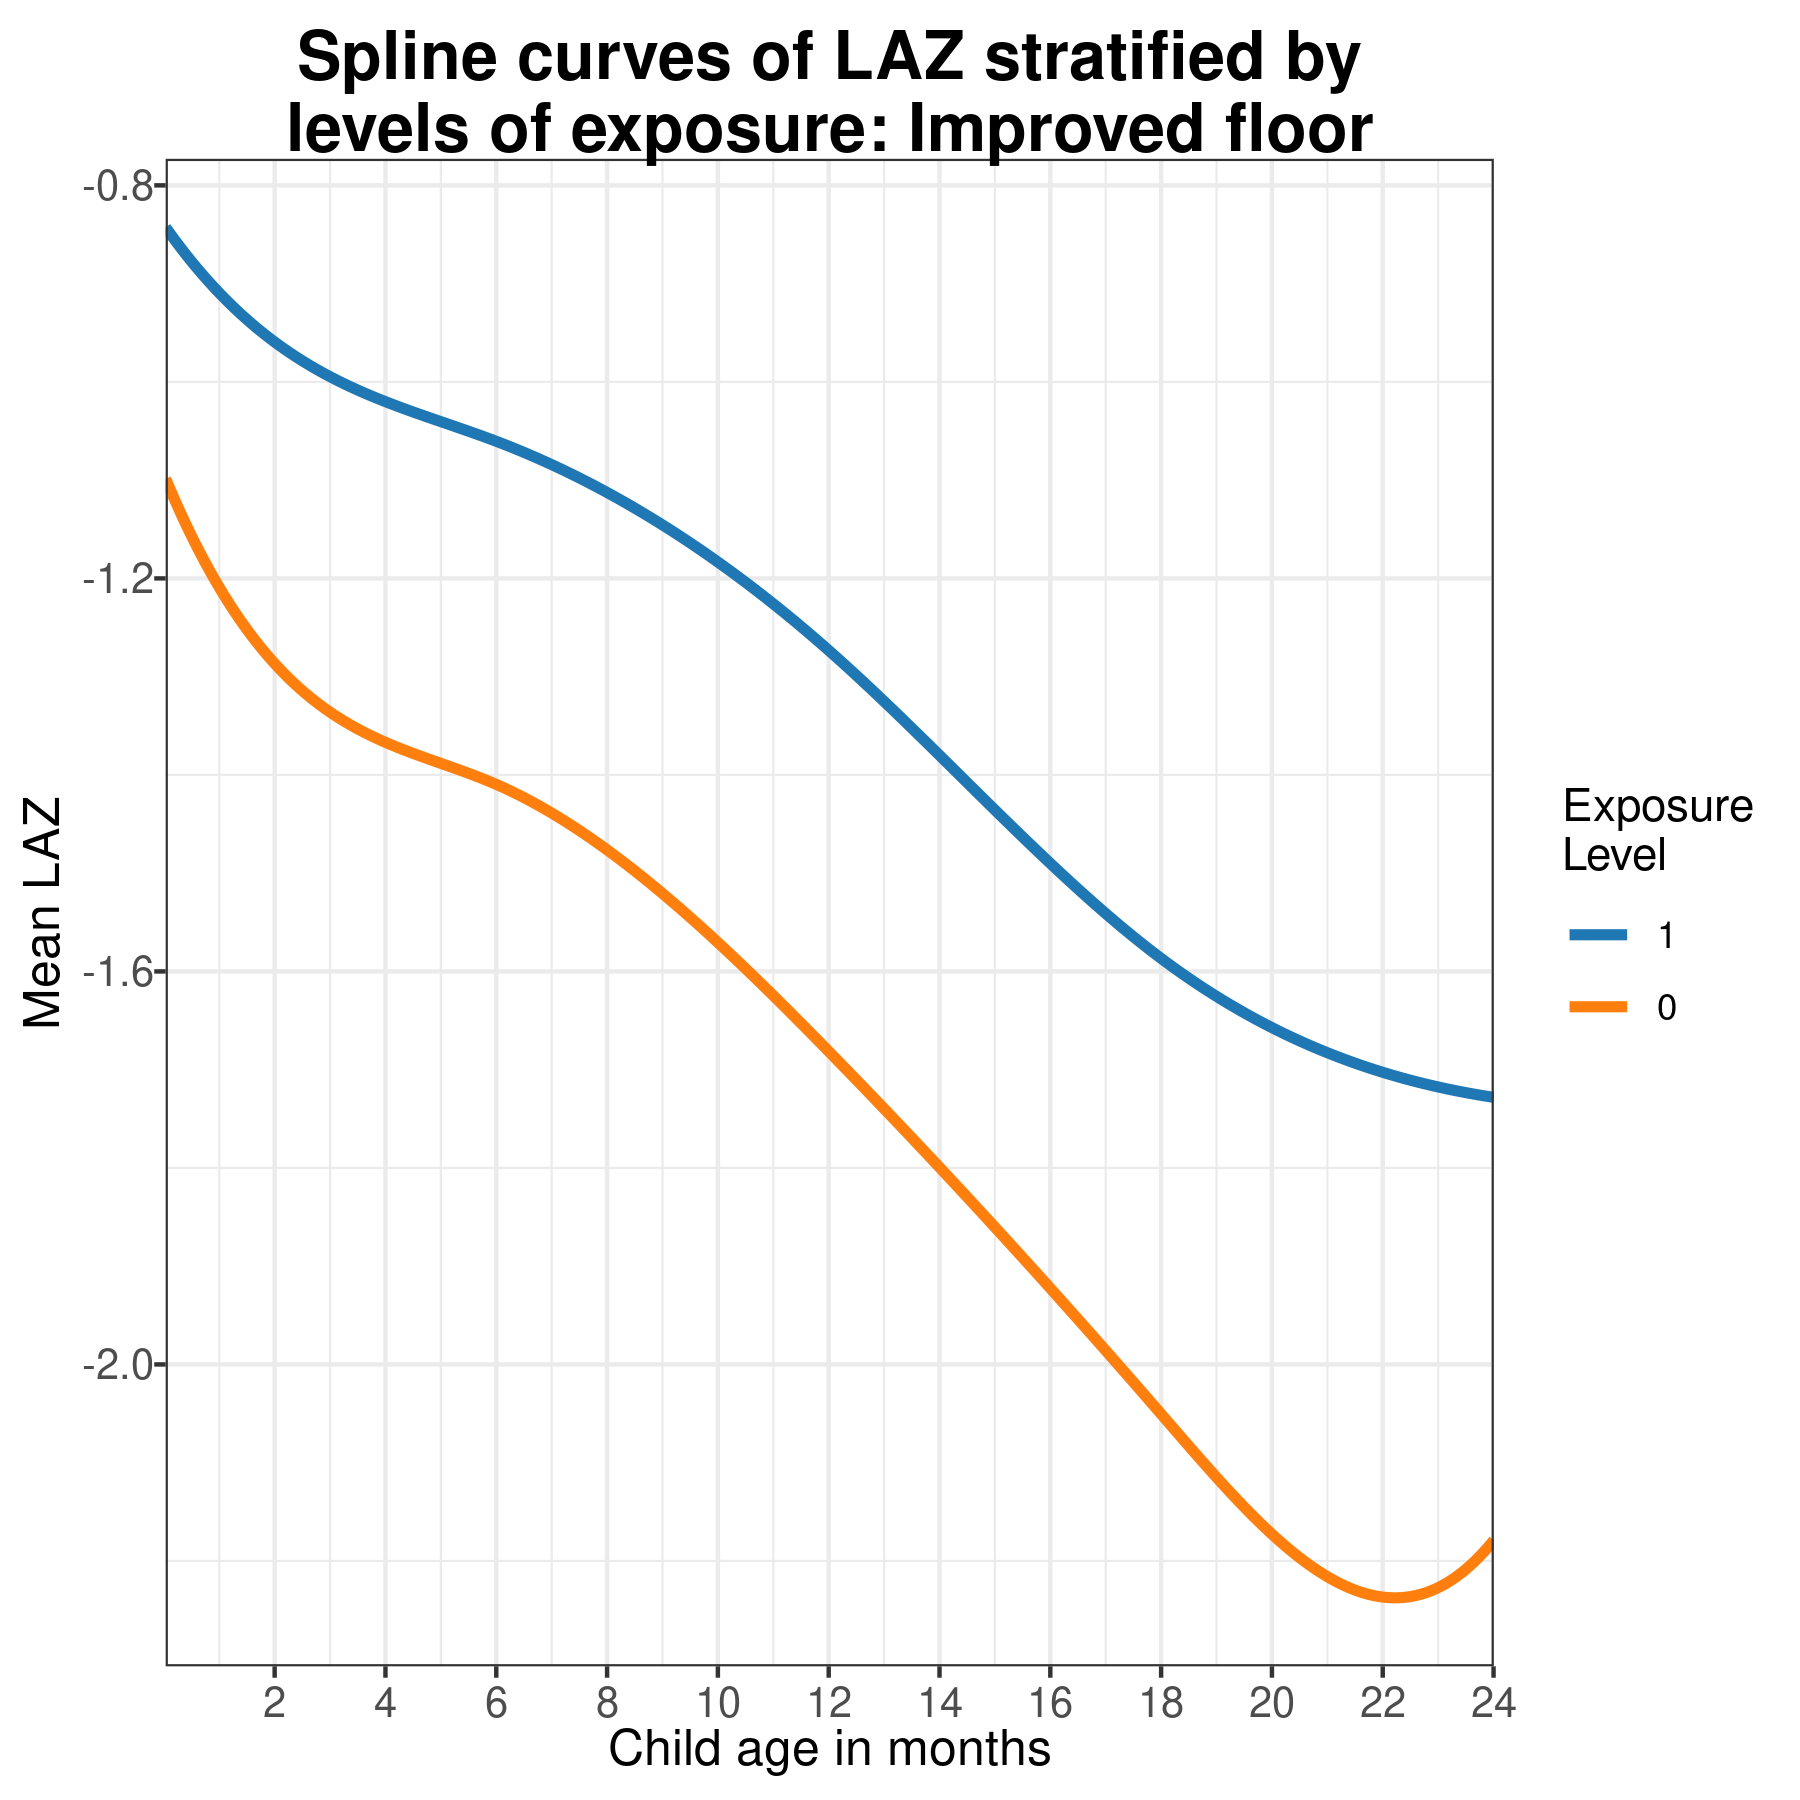 Spline curves of LAZ stratified by
levels of exposure: Improved floor
-0.8
-1.2
-1.6
-2.0
Mean LAZ
2 4 6 8 10 12 14 16 18 20 22 24
Child age in months
Exposure
Level
1
0